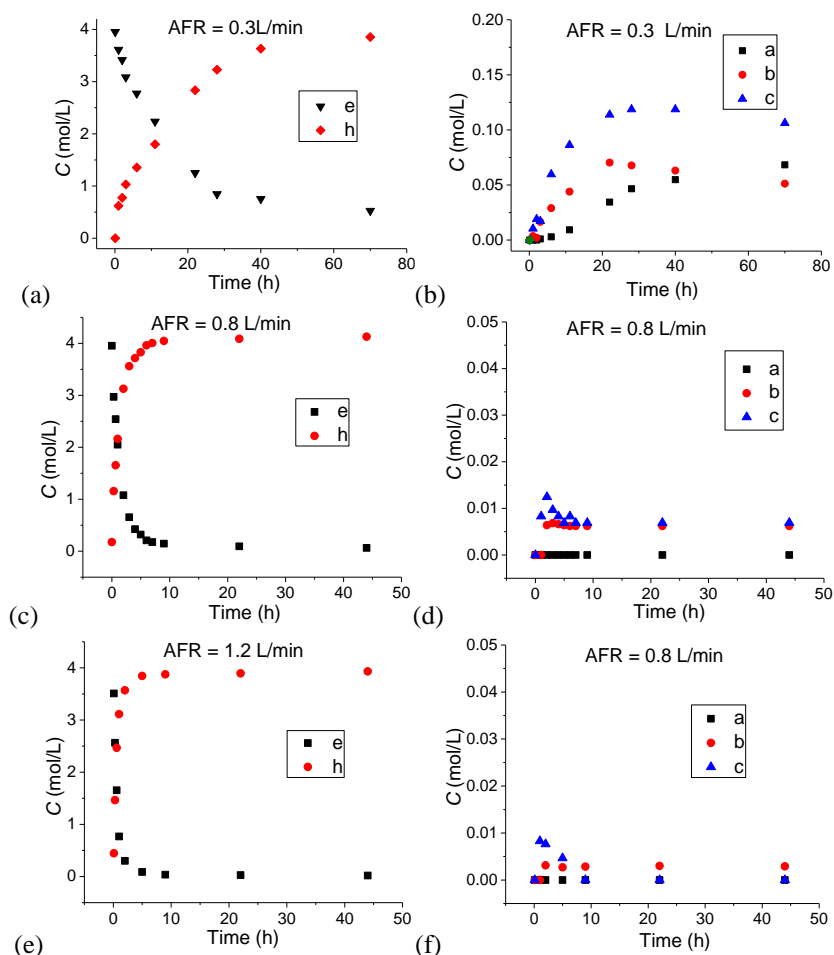 AFR = 0.3L/min
C (mol/L)
4
3
2
1
0
e
h
0 20 40 60 80
Time (h)
(a)
AFR = 0.3 L/min
C (mol/L)
0.20
0.15
0.10
0.05
0.00
a
b
c
0 20 40 60 80
Time (h)
(b)
AFR = 0.8 L/min
C (mol/L)
4
3
2
1
0
e
h
0 10 20 30 40 50
Time (h)
(c)
AFR = 0.8 L/min
C (mol/L)
0.05
0.04
0.03
0.02
0.01
0.00
a
b
c
0 10 20 30 40 50
Time (h)
(d)
AFR = 1.2 L/min
C (mol/L)
4
3
2
1
0
e
h
0 10 20 30 40 50
Time (h)
(e)
AFR = 0.8 L/min
C (mol/L)
0.05
0.04
0.03
0.02
0.01
0.00
a
b
c
0 10 20 30 40 50
Time (h)
(f)